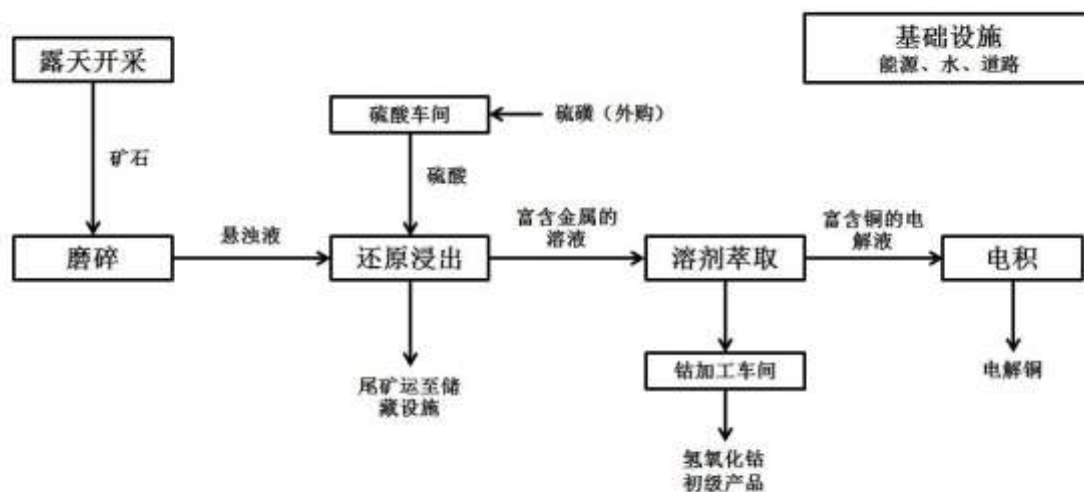 露天开采
基础设施
能源、水、道路
硫酸车间
硫磺（外购）
矿石
硫酸
悬浊液
富含金属的
溶液
富含铜的电
解液
磨碎
还原浸出
溶剂萃取
电积
尾矿运至储
藏设施
钴加工车间
电解铜
氢氧化钴
初级产品